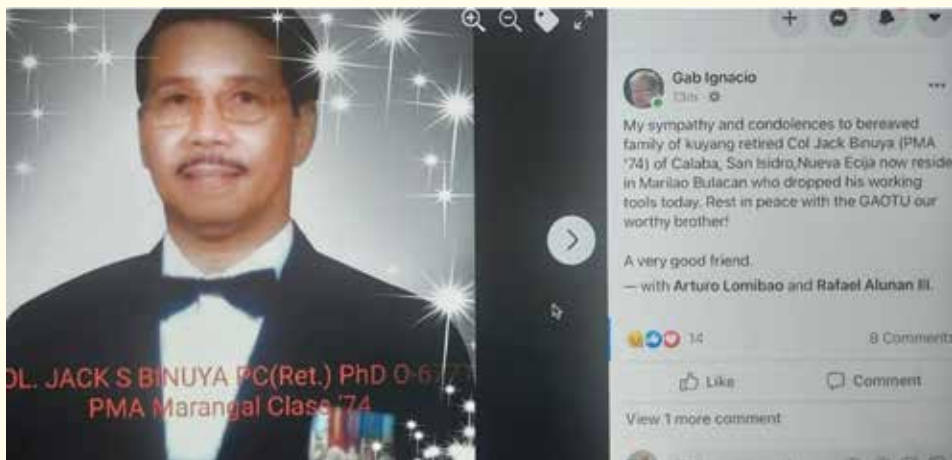 Gab Ignacio
13m
My sympathy and condolences to bereaved
family of kuyang retired Col Jack Binuya (PMA
'74) of Calaba, San Isidro,Nueva Ecija now reside
in Marilao Bulacan who dropped his working
tools today. Rest in peace with the GAOTU our
worthy brother!
A very good friend.
— with Arturo Lomibao and Rafael Alunan III.
14
8 Comments
Like
Comment
View 1 more comment
OL. JACK S BINUYA PC(Ret.) PhD
PMA Marangal Class '74